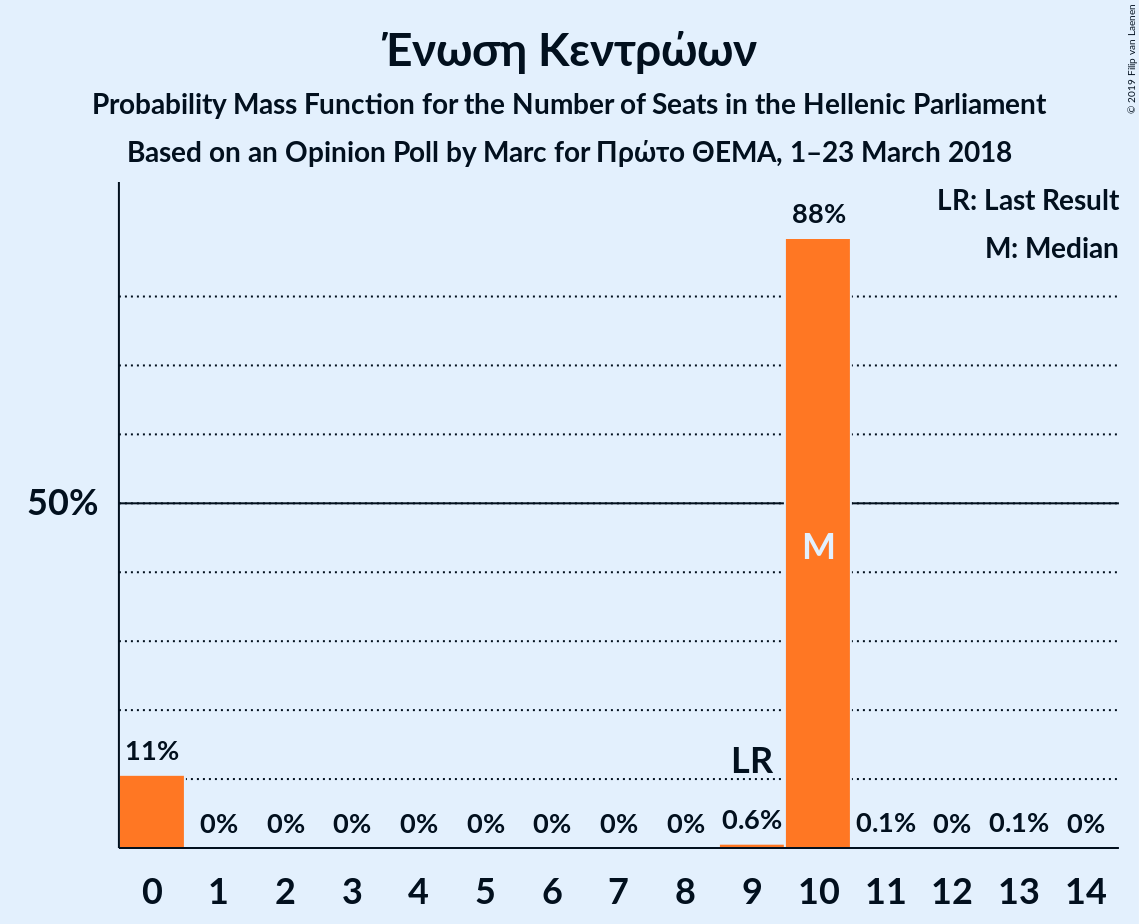 Ένωση Κεντρώων
Probability Mass Function for the Number of Seats in the Hellenic Parliament
Based on an Opinion Poll by Marc for Πρώτο ΘΕΜΑ, 1–23 March 2018
© 2019 Filip van Laenen
LR: Last Result
M: Median
88%
50%
M
11%
LR
0% 0% 0% 0% 0% 0% 0% 0% 0.6% 0.1% 0% 0.1% 0%
0 1 2 3 4 5 6 7 8 9 10 11 12 13 14